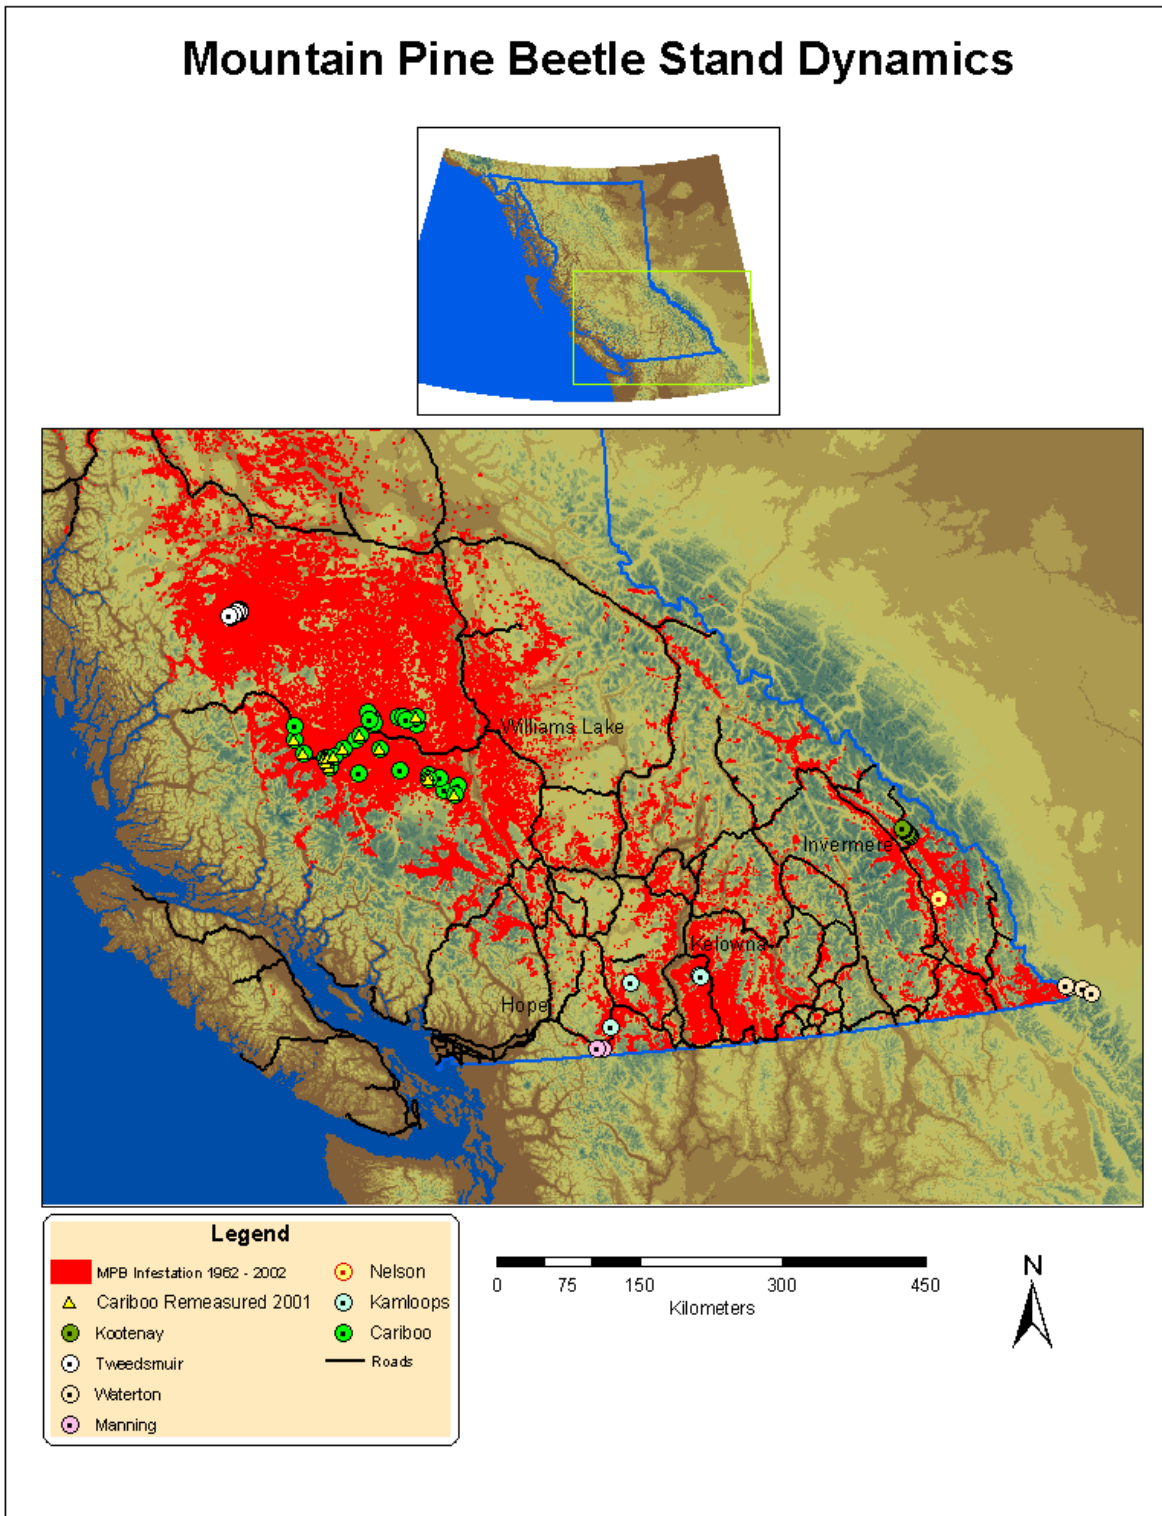 Mountain Pine Beetle Stand Dynamics
Williams Lake
Invermere
Kelowna
Hope
Legend
MPB Infestation 1962 - 2002
Cariboo Remeasured 2001
Kootenay
Tweedsmuir
Waterton
Manning
Nelson
Kamloops
Cariboo
Roads
0 75 150 300 450
Kilometers
N